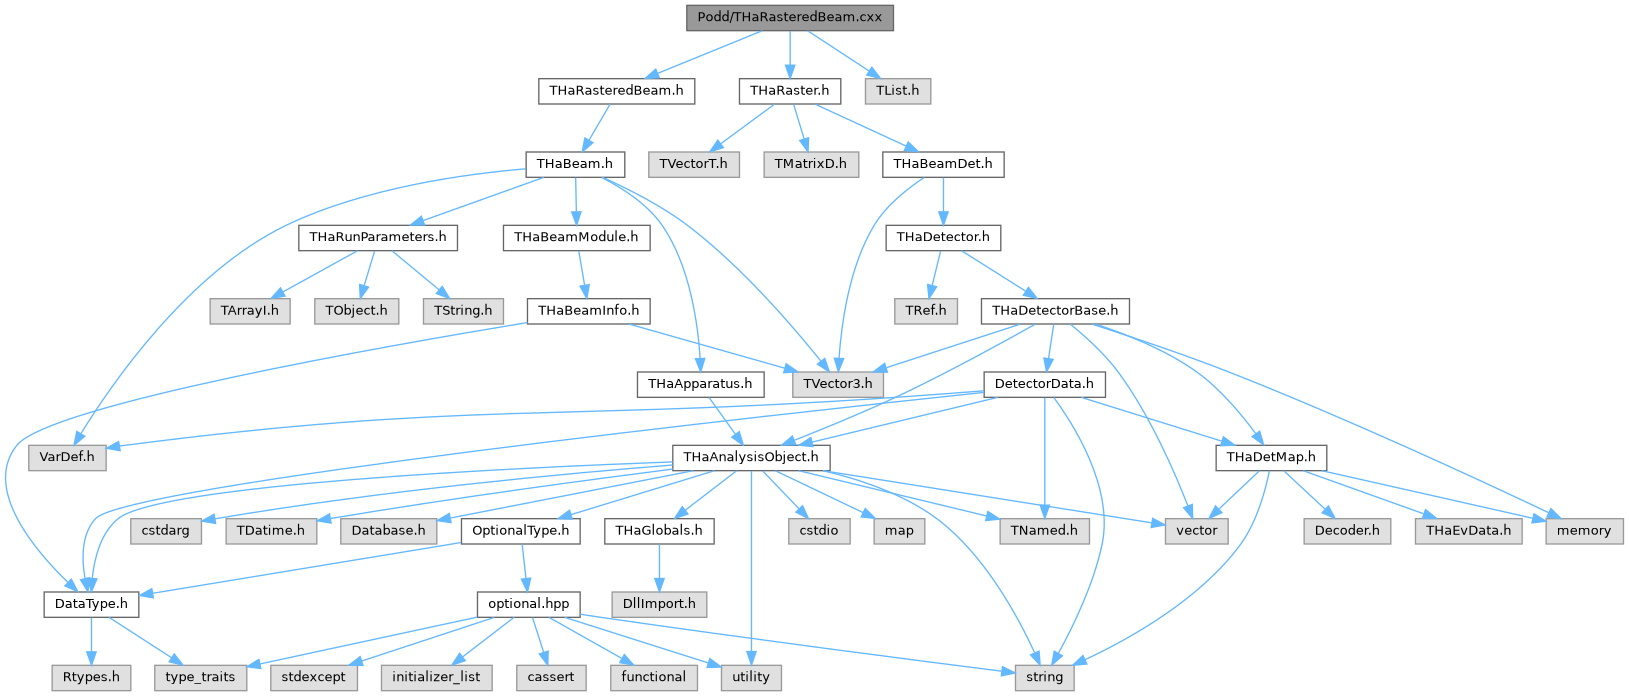 Podd/THaRasteredBeam.cxx
THaRasteredBeam.h
THaRaster.h
TList.h
THaBeam.h
TVectorT.h
TMatrixD.h
THaBeamDet.h
THaRunParameters.h
THaBeamModule.h
THaDetector.h
TArrayI.h
TObject.h
TString.h
THaBeamInfo.h
TRef.h
THaDetectorBase.h
THaApparatus.h
TVector3.h
DetectorData.h
VarDef.h
THaAnalysisObject.h
THaDetMap.h
cstdarg
TDatime.h
Database.h
OptionalType.h
THaGlobals.h
cstdio
map
TNamed.h
vector
Decoder.h
THaEvData.h
memory
DataType.h
optional.hpp
DllImport.h
Rtypes.h
type_traits
stdexcept
initializer_list
cassert
functional
utility
string